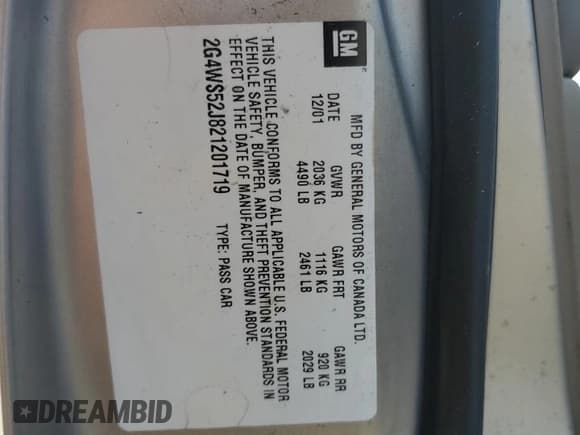 GM
MFD BY GENERAL MOTORS OF CANADA LTD.
DATE GVWR GAWR FRT GAWR RR
12/01 2036 KG 1116 KG 920 KG
4490 LB 2461 LB 2029 LB
THIS VEHICLE CONFORMS TO ALL APPLICABLE U.S. FEDERAL MOTOR
VEHICLE SAFETY, BUMPER, AND THEFT PREVENTION STANDARDS IN
EFFECT ON THE DATE OF MANUFACTURE SHOWN ABOVE.
2G4WS52J821201719 TYPE: PASS CAR
DREAMBID